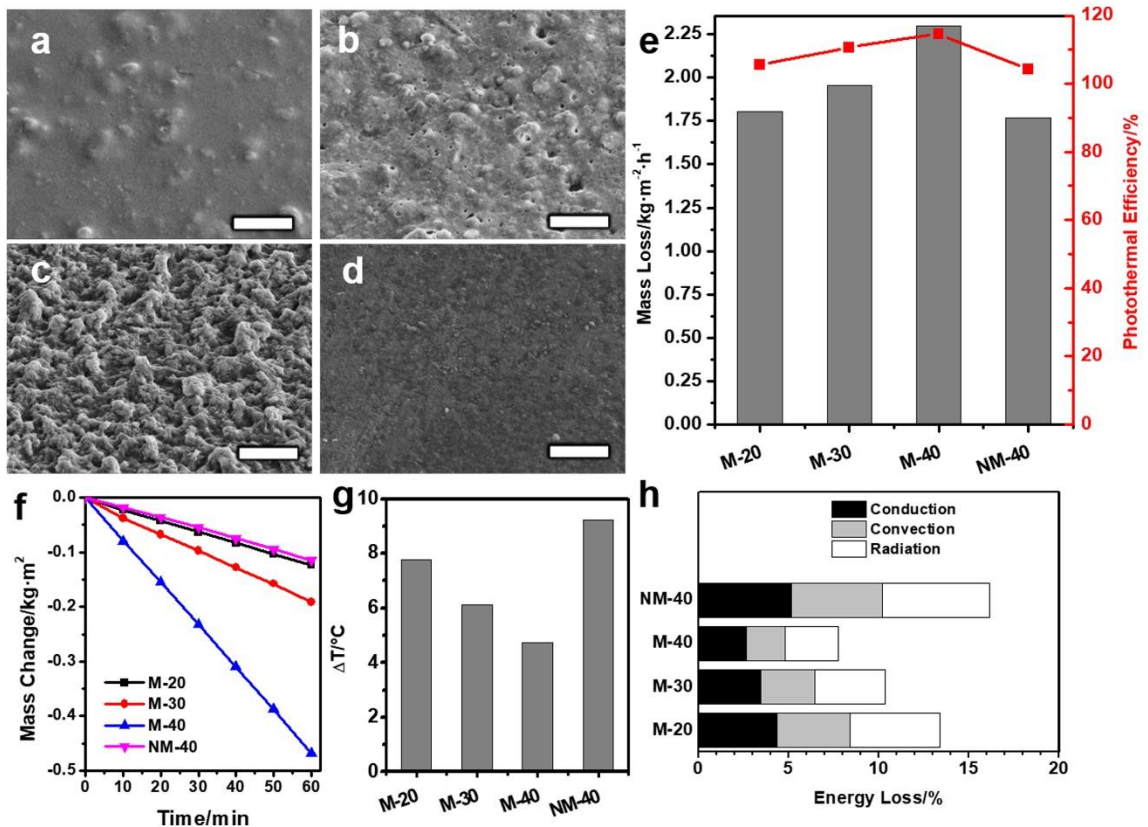 a
b
c
d
e
2.25
2.00
1.75
1.50
1.25
1.00
0.75
0.50
0.25
0.00
Mass Loss/kg·m⁻²·h⁻¹
120
100
80
60
40
20
0
Photothermal Efficiency/%
M-20
M-30
M-40
NM-40
f
0.0
-0.1
-0.2
-0.3
-0.4
-0.5
Mass Change/kg·m²
M-20
M-30
M-40
NM-40
0 10 20 30 40 50 60
Time/min
g
10
8
6
4
2
0
ΔT/°C
M-20
M-30
M-40
NM-40
h
Conduction
Convection
Radiation
NM-40
M-40
M-30
M-20
0 5 10 15 20
Energy Loss/%